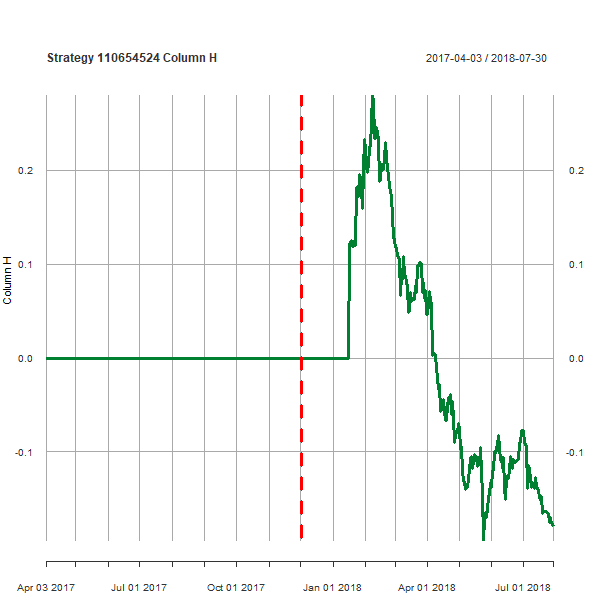 Strategy 110654524 Column H 2017-04-03 / 2018-07-30
0.2 0.2
0.1 0.1
Column H
0.0 0.0
-0.1 -0.1
Apr 03 2017 Jul 01 2017 Oct 01 2017 Jan 01 2018 Apr 01 2018 Jul 01 2018